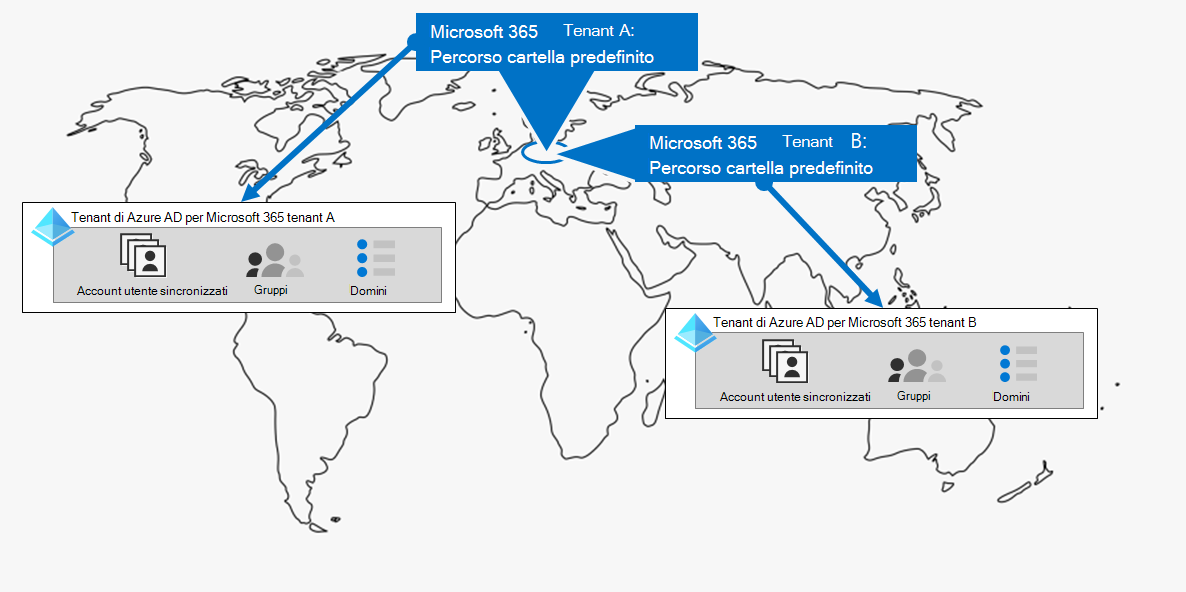 Microsoft 365 Tenant A:
Percorso cartella predefinito
Microsoft 365 Tenant B:
Percorso cartella predefinito
Tenant di Azure AD per Microsoft 365 tenant A
Account utente sincronizzati
Gruppi
Domini
Tenant di Azure AD per Microsoft 365 tenant B
Account utente sincronizzati
Gruppi
Domini